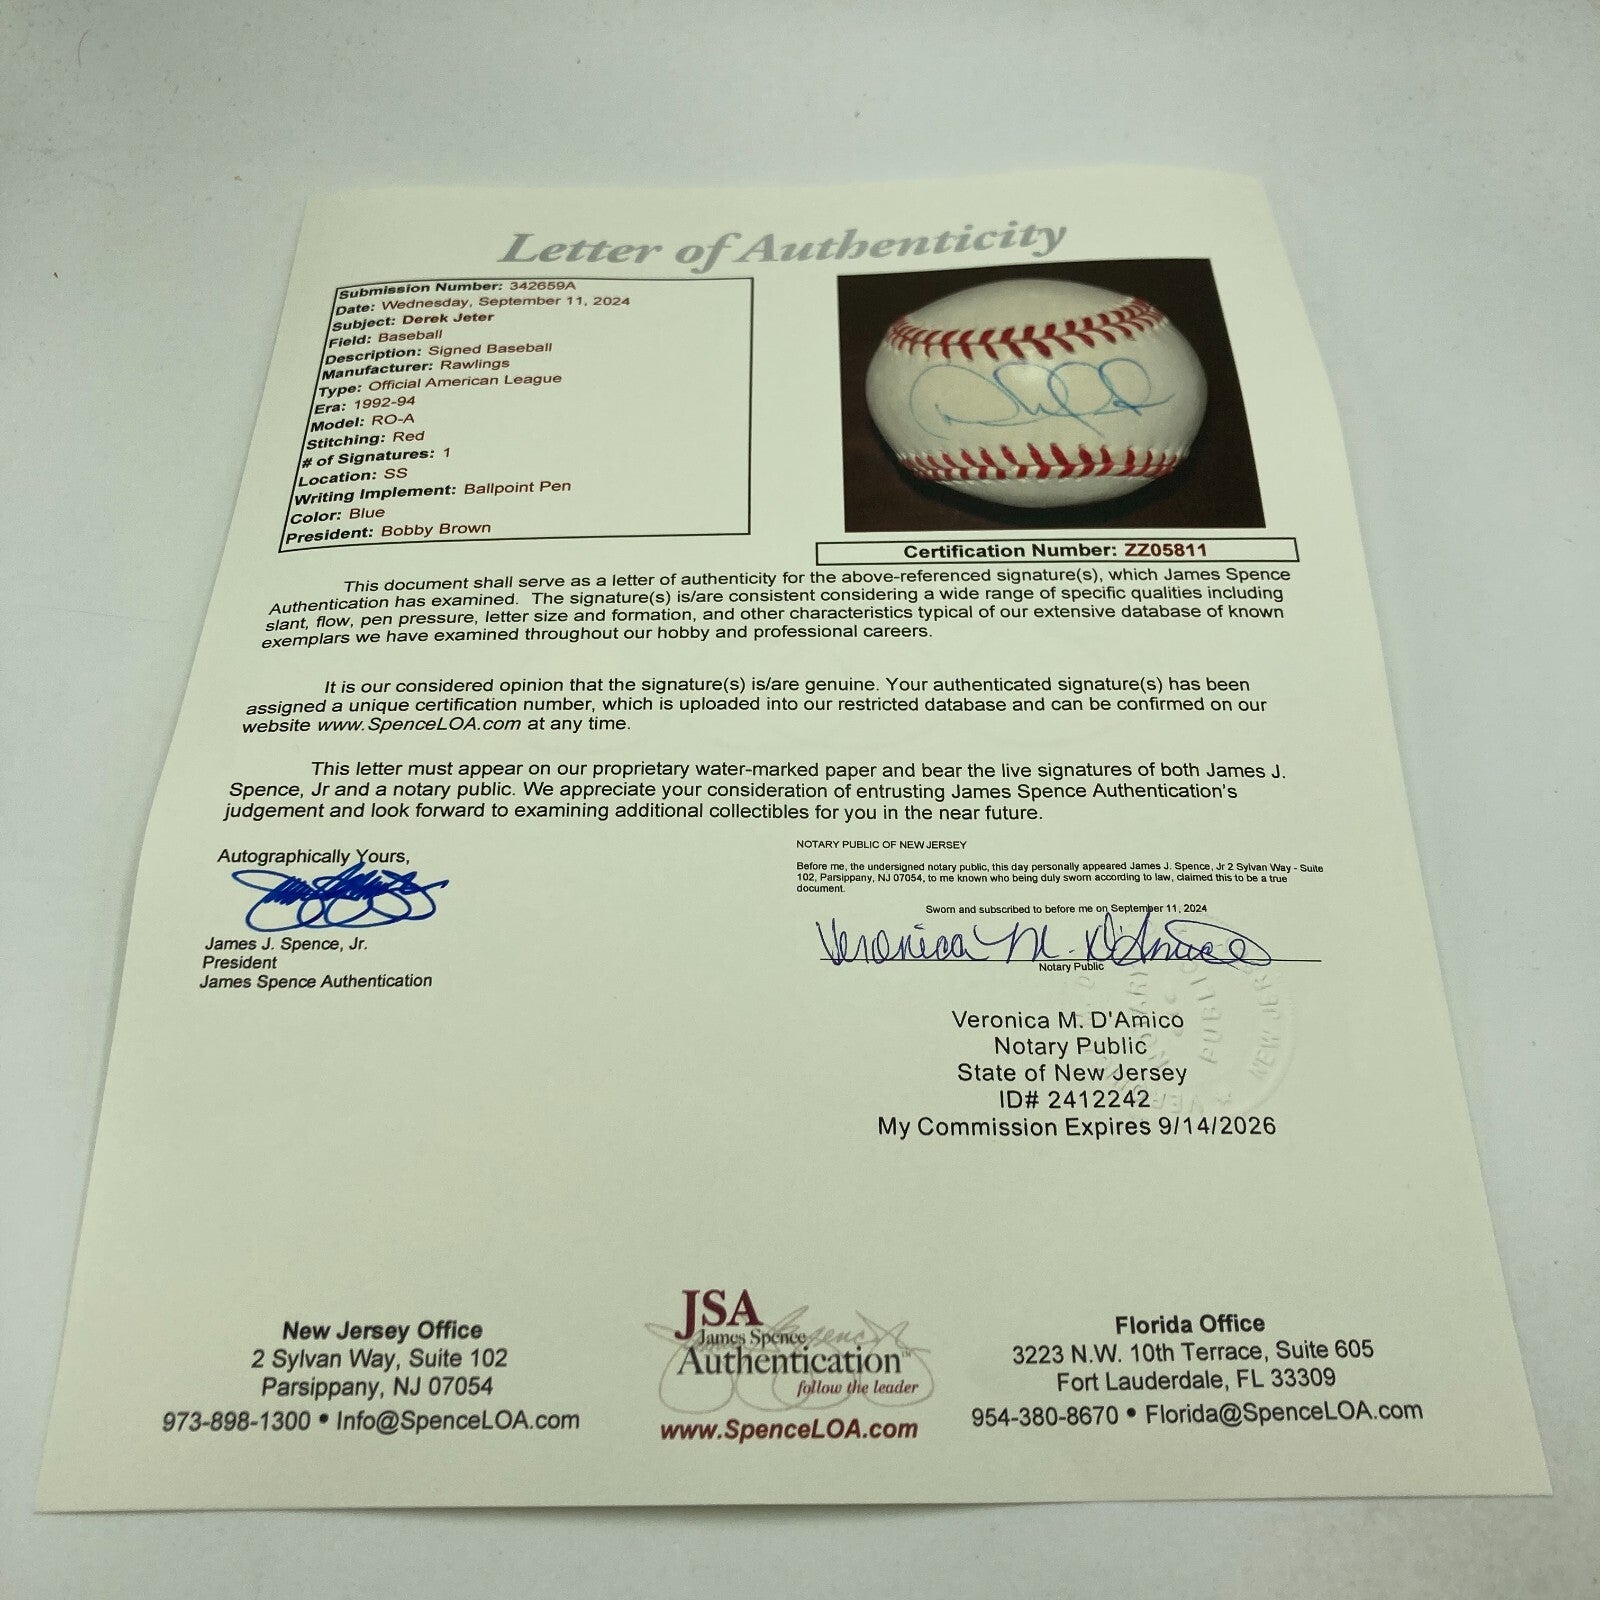 Letter of Authenticity
Submission Number: 342659A
Date: Wednesday, September 11, 2024
Subject: Derek Jeter
Field: Baseball
Description: Signed Baseball
Manufacturer: Rawlings
Type: Official American League
Era: 1992-94
Model: RO-A
Stitching: Red
# of Signatures: 1
Location: SS
Writing Implement: Ballpoint Pen
Color: Blue
President: Bobby Brown
Certification Number: ZZ05811
This document shall serve as a letter of authenticity for the above-referenced signature(s), which James Spence
Authentication has examined. The signature(s) is/are consistent considering a wide range of specific qualities including
slant, flow, pen pressure, letter size and formation, and other characteristics typical of our extensive database of known
exemplars we have examined throughout our hobby and professional careers.
It is our considered opinion that the signature(s) is/are genuine. Your authenticated signature(s) has been
assigned a unique certification number, which is uploaded into our restricted database and can be confirmed on our
website www.SpenceLOA.com at any time.
This letter must appear on our proprietary water-marked paper and bear the live signatures of both James J.
Spence, Jr and a notary public. We appreciate your consideration of entrusting James Spence Authentication's
judgement and look forward to examining additional collectibles for you in the near future.
Autographically Yours,
James J. Spence, Jr.
President
James Spence Authentication
NOTARY PUBLIC OF NEW JERSEY
Before me, the undersigned notary public, this day personally appeared James J. Spence, Jr 2 Sylvan Way - Suite
102, Parsippany, NJ 07054, to me known who being duly sworn according to law, claimed this to be a true
document.
Sworn and subscribed to before me on September 11, 2024
Veronica M. D'Amico
Notary Public
Veronica M. D'Amico
Notary Public
State of New Jersey
ID# 2412242
My Commission Expires 9/14/2026
New Jersey Office
2 Sylvan Way, Suite 102
Parsippany, NJ 07054
973-898-1300 • Info@SpenceLOA.com
JSA
James Spence
Authentication™
follow the leader
www.SpenceLOA.com
Florida Office
3223 N.W. 10th Terrace, Suite 605
Fort Lauderdale, FL 33309
954-380-8670 • Florida@SpenceLOA.com